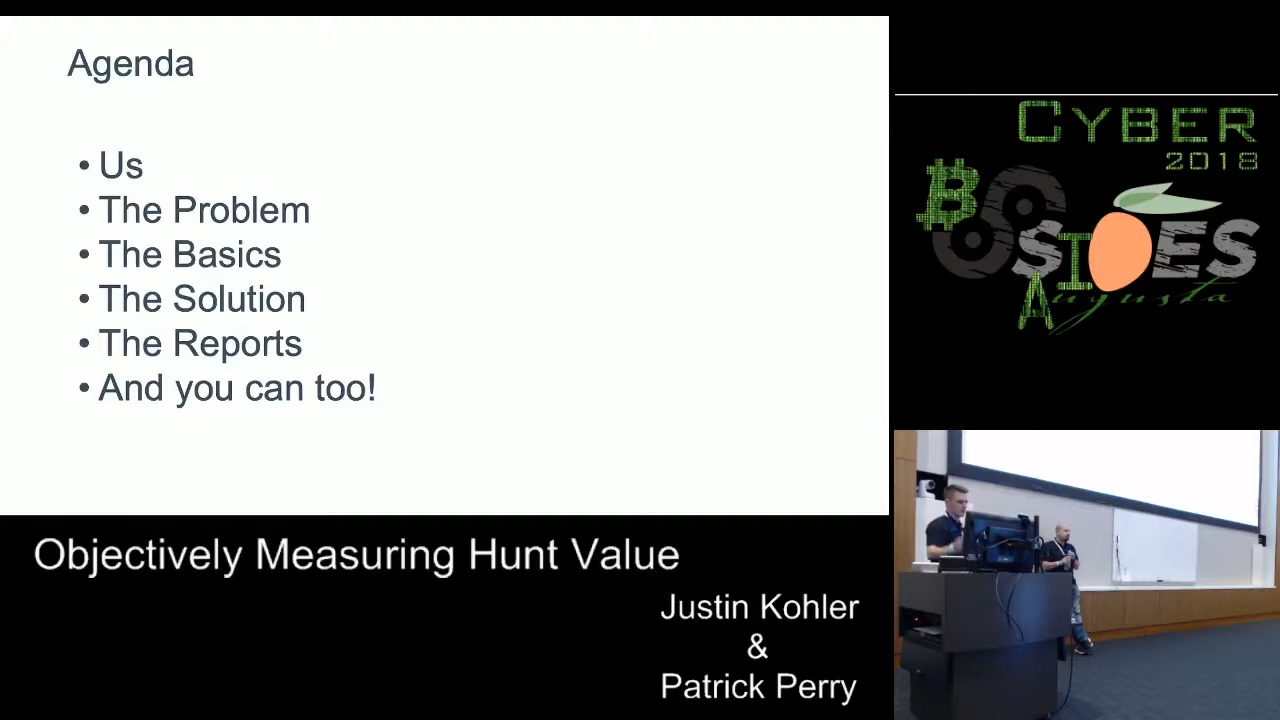 Agenda
• Us
• The Problem
• The Basics
• The Solution
• The Reports
• And you can too!
CYBER
2018
BSIDES
Augusta
Objectively Measuring Hunt Value
Justin Kohler
&
Patrick Perry